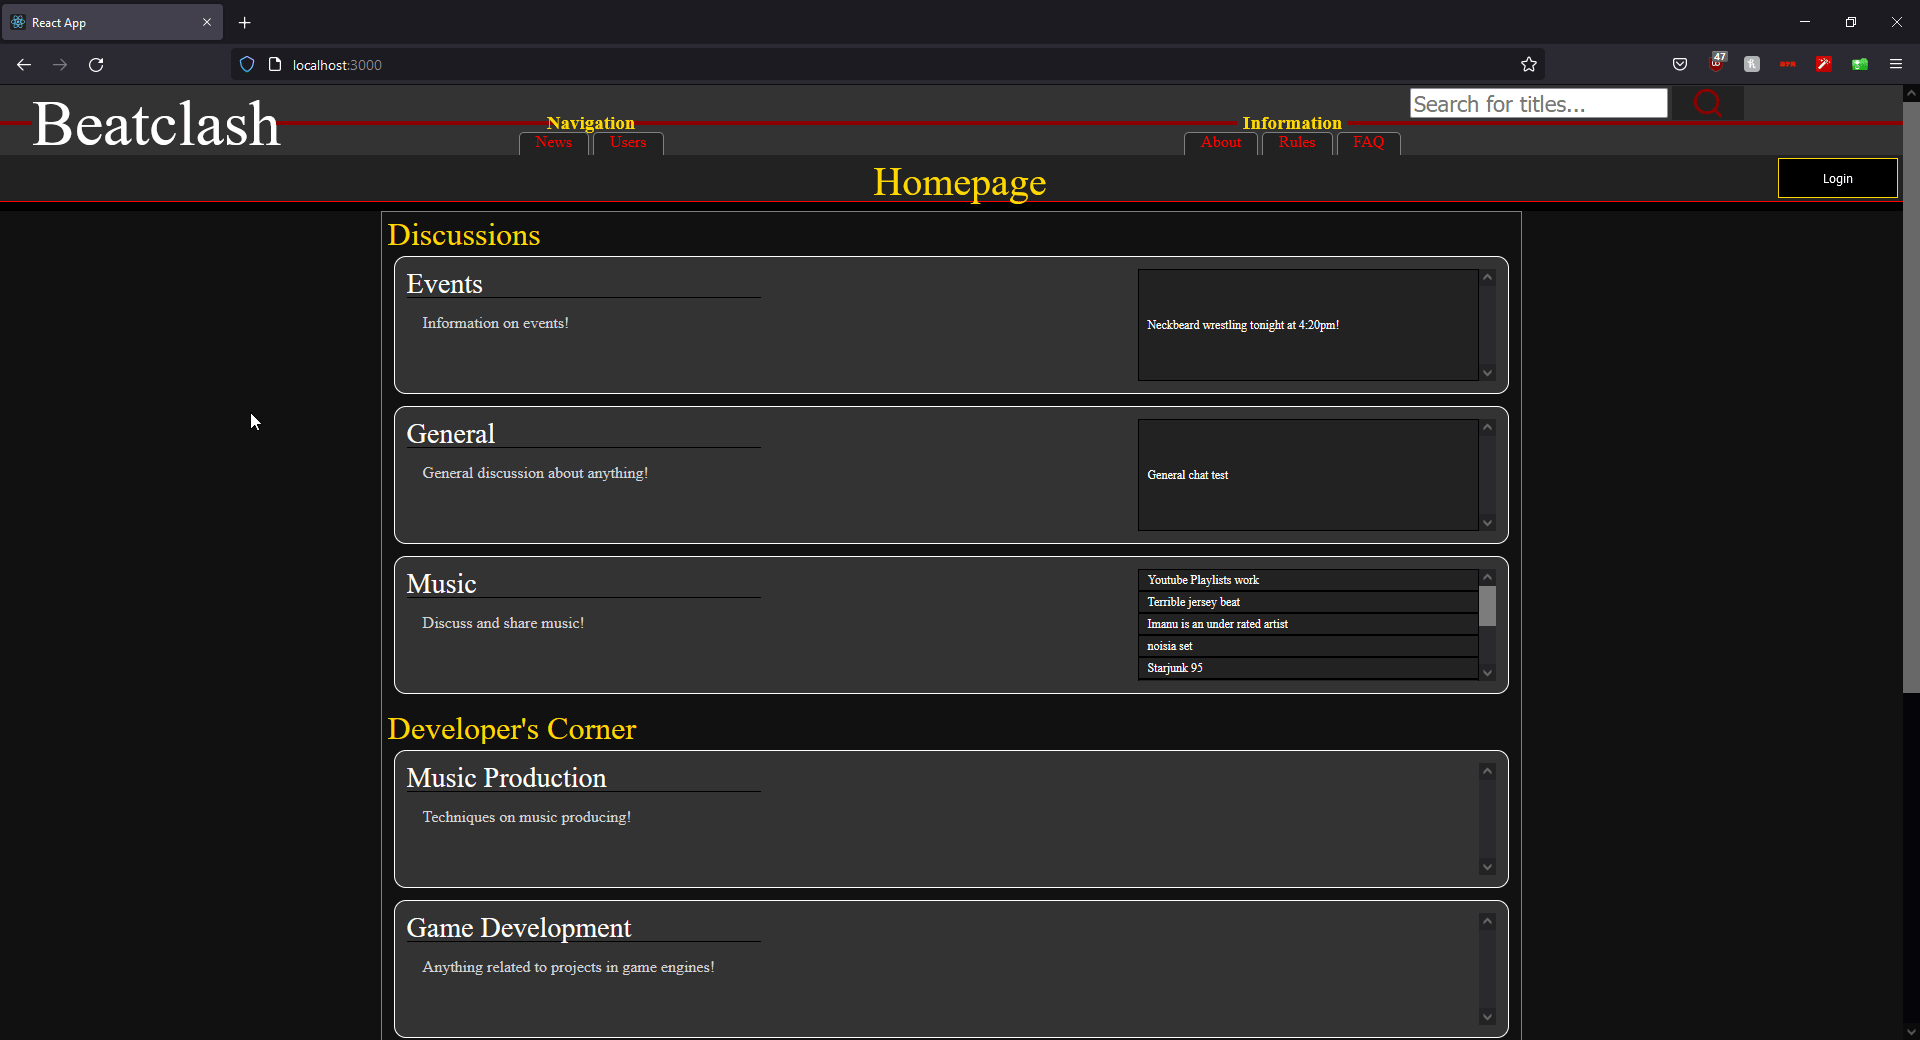 React App
localhost:3000
47
Beatclash
Navigation
News
Users
Information
About
Rules
FAQ
Search for titles...
Homepage
Login
Discussions
Events
Information on events!
Neckbeard wrestling tonight at 4:20pm!
General
General discussion about anything!
General chat test
Music
Discuss and share music!
Youtube Playlists work
Terrible jersey beat
Imanu is an under rated artist
noisia set
Starjunk 95
Developer's Corner
Music Production
Techniques on music producing!
Game Development
Anything related to projects in game engines!